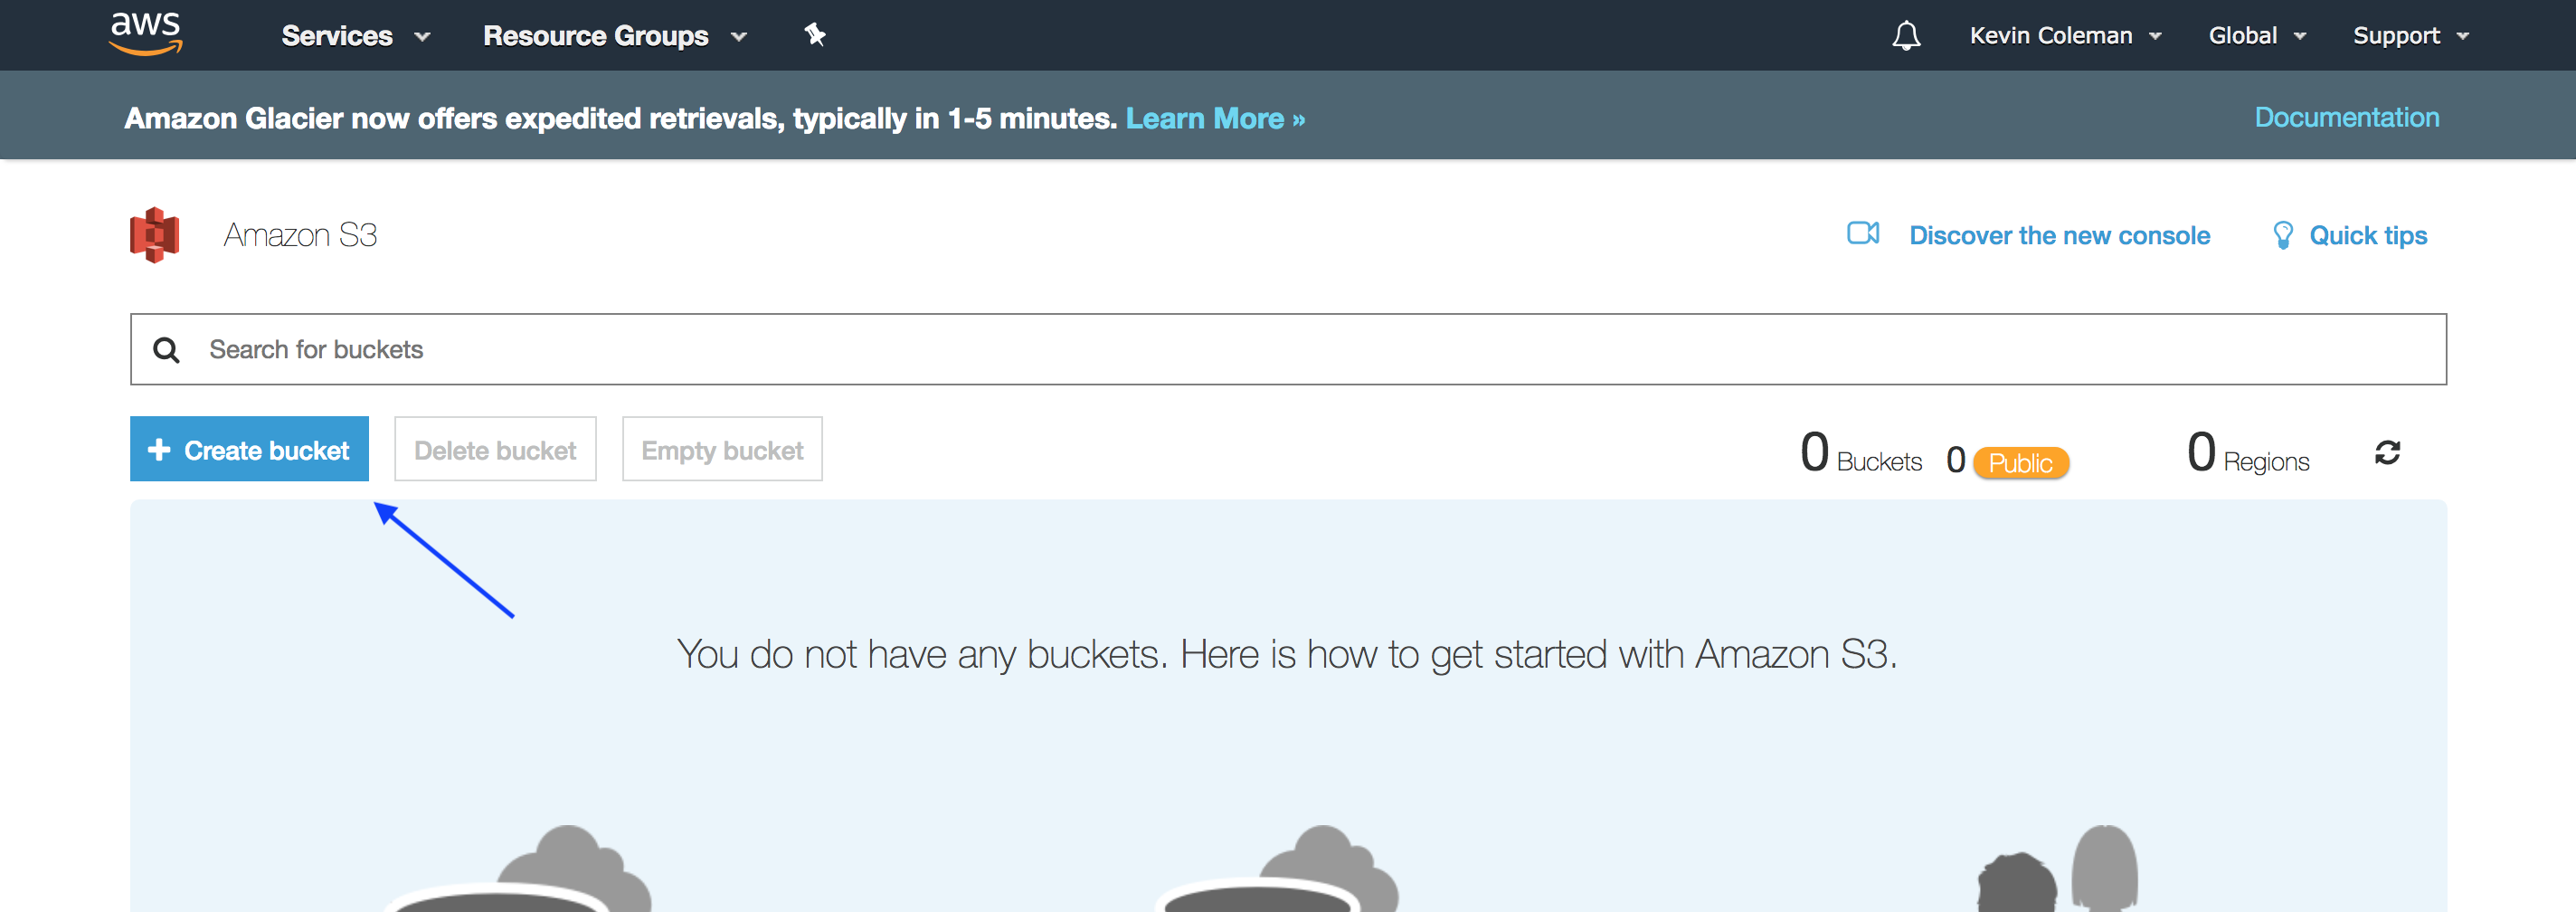 aws Services Resource Groups Kevin Coleman Global Support
Amazon Glacier now offers expedited retrievals, typically in 1-5 minutes. Learn More » Documentation
Amazon S3 Discover the new console Quick tips
Search for buckets
+ Create bucket Delete bucket Empty bucket 0 Buckets 0 Public 0 Regions
You do not have any buckets. Here is how to get started with Amazon S3.